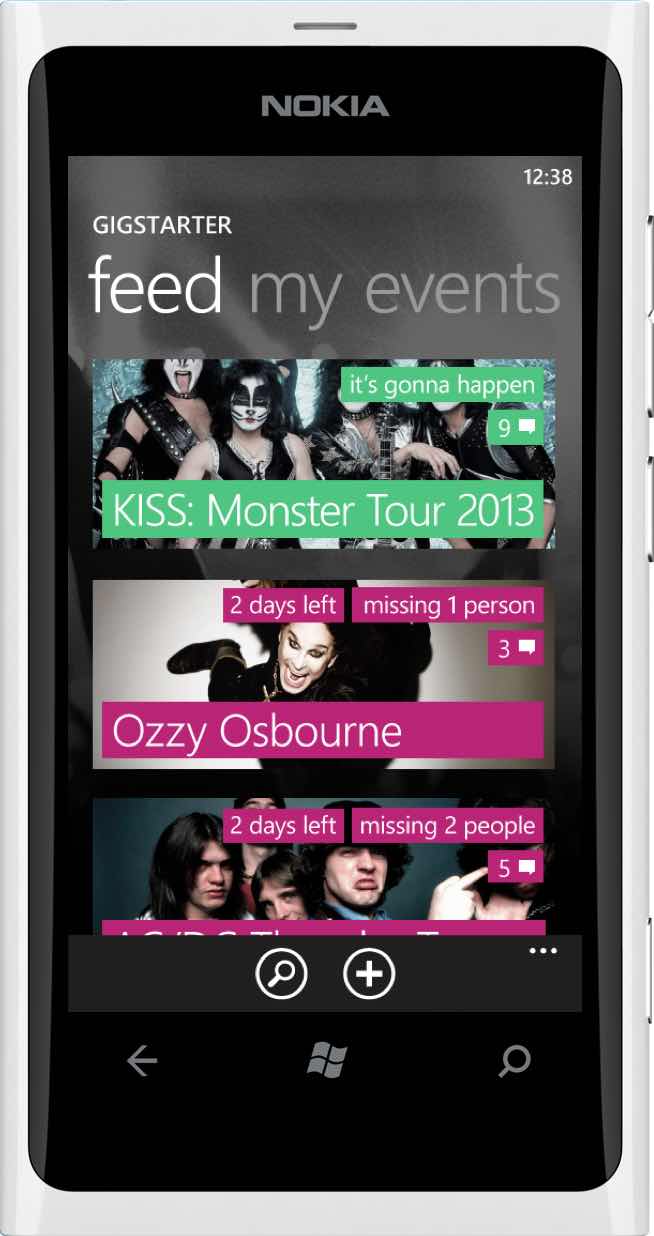 NOKIA
12:38
GIGSTARTER
feed my events
it's gonna happen
9
KISS: Monster Tour 2013
2 days left missing 1 person
3
Ozzy Osbourne
2 days left missing 2 people
5